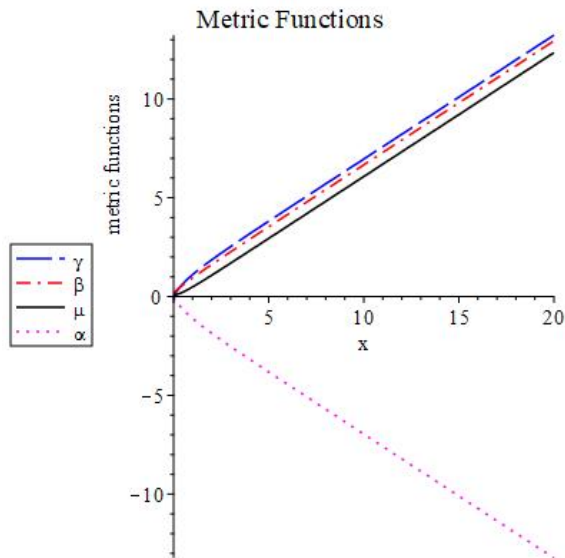 Metric Functions
metric functions
10
5
0
−5
−10
5
10
15
20
x
γ
β
μ
α